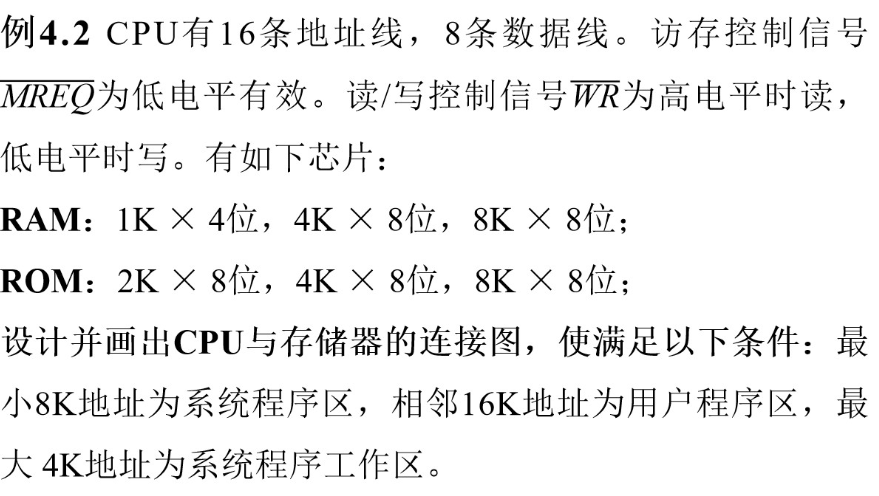 例4.2 CPU有16条地址线，8条数据线。访存控制信号
MREQ为低电平有效。读/写控制信号WR为高电平时读，
低电平时写。有如下芯片：
RAM：1K × 4位，4K × 8位，8K × 8位；
ROM：2K × 8位，4K × 8位，8K × 8位；
设计并画出CPU与存储器的连接图，使满足以下条件：最
小8K地址为系统程序区，相邻16K地址为用户程序区，最
大 4K地址为系统程序工作区。